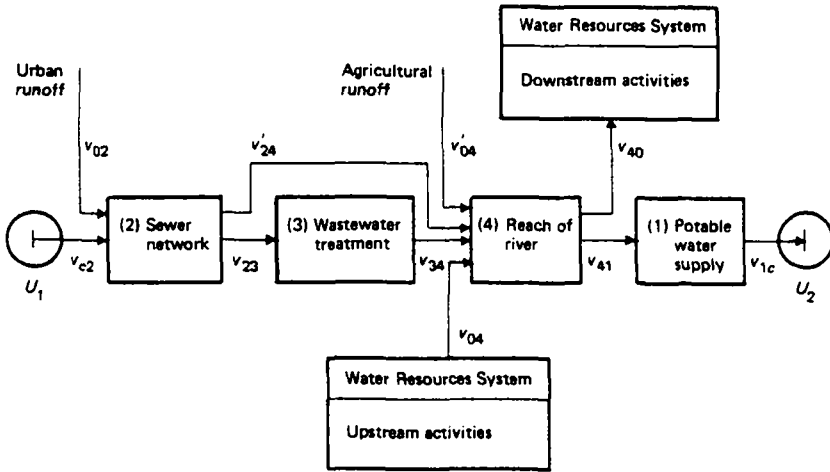 Water Resources System
Downstream activities
Urban
runoff
Agricultural
runoff
v02
v'24
v'04
v40
(2) Sewer
network
(3) Wastewater
treatment
(4) Reach of
river
(1) Potable
water
supply
vc2
v23
v34
v41
v1c
U1
U2
v04
Water Resources System
Upstream activities